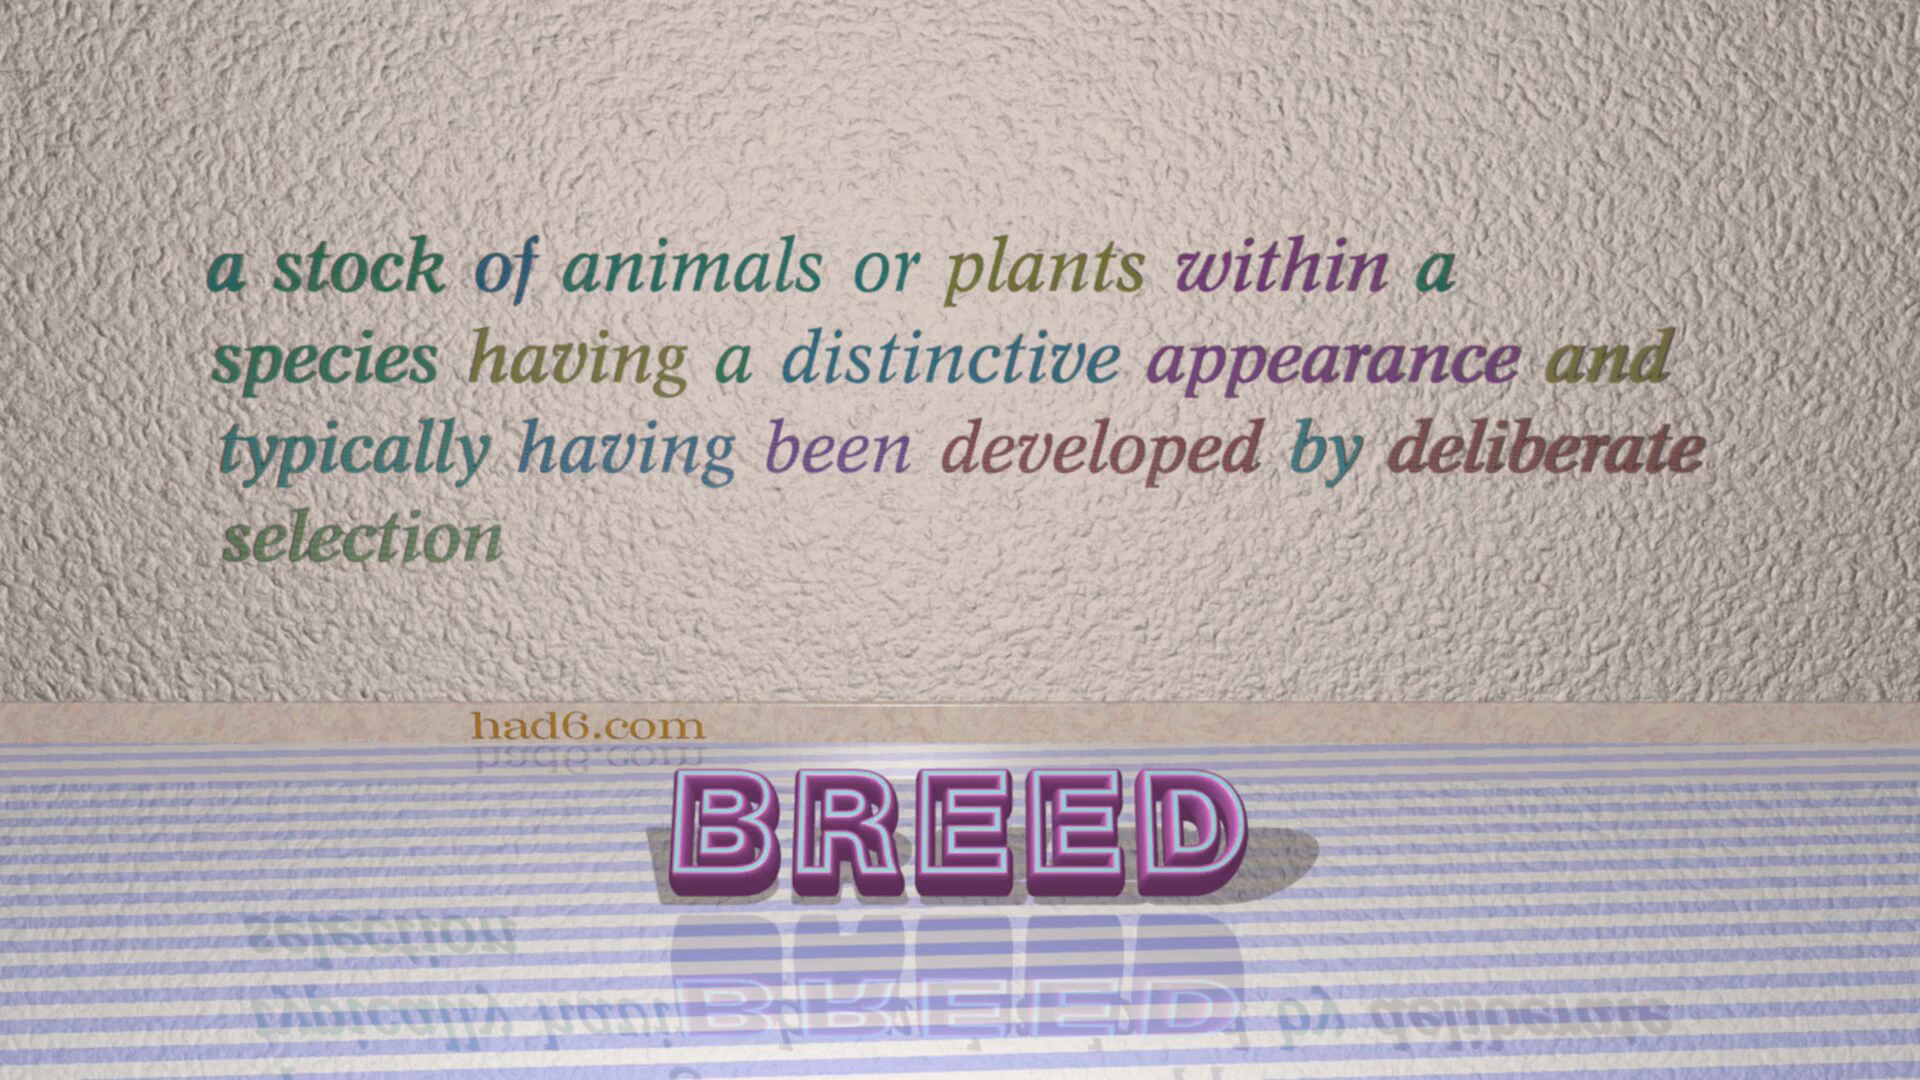 a stock of animals or plants within a
species having a distinctive appearance and
typically having been developed by deliberate
selection
had6.com
BREED